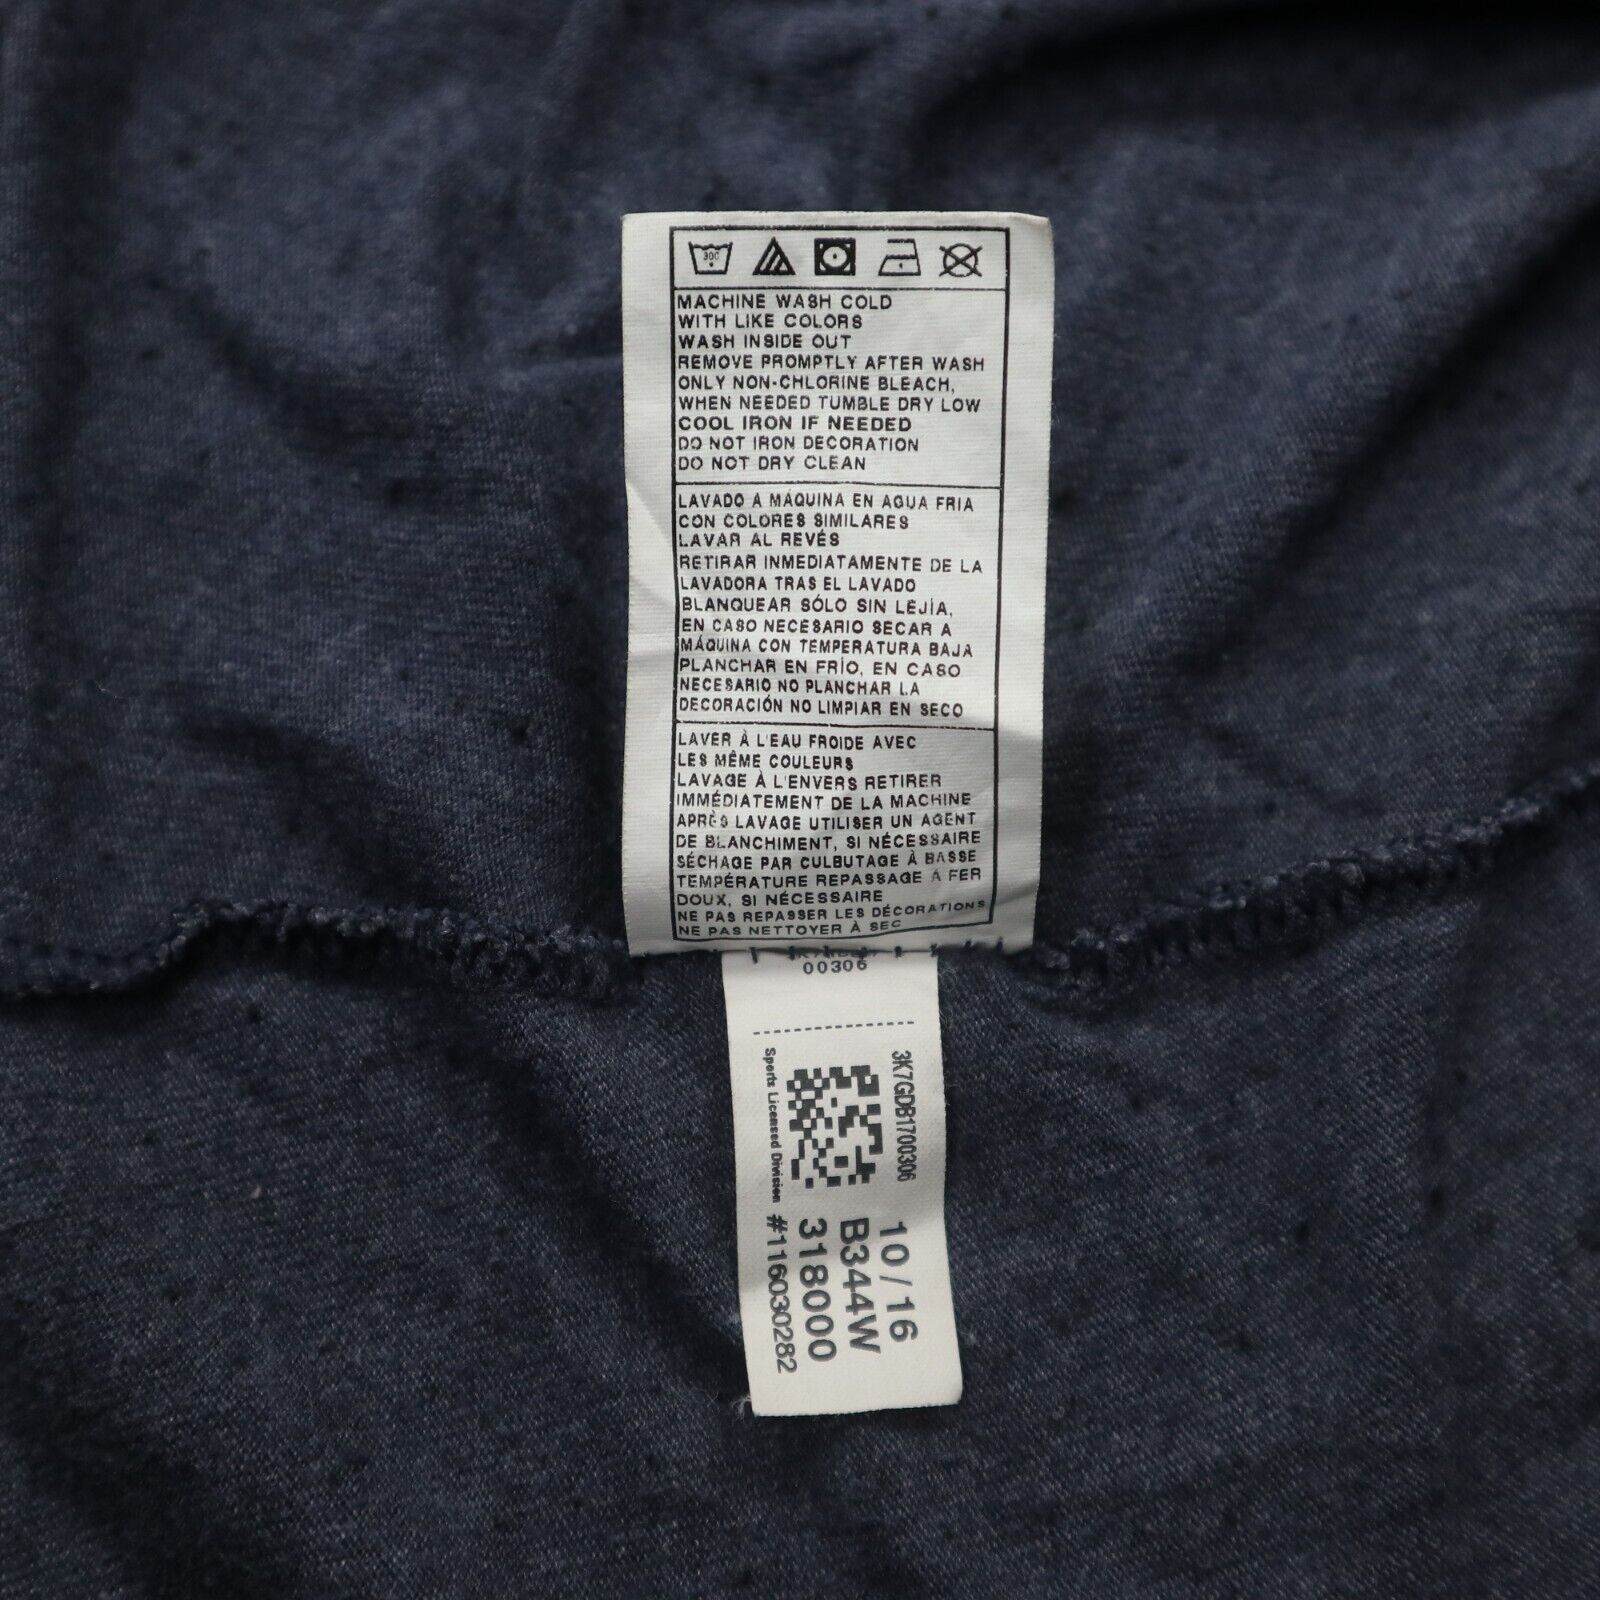 30C
MACHINE WASH COLD
WITH LIKE COLORS
WASH INSIDE OUT
REMOVE PROMPTLY AFTER WASH
ONLY NON-CHLORINE BLEACH,
WHEN NEEDED TUMBLE DRY LOW
COOL IRON IF NEEDED
DO NOT IRON DECORATION
DO NOT DRY CLEAN
LAVADO A MÁQUINA EN AGUA FRIA
CON COLORES SIMILARES
LAVAR AL REVÉS
RETIRAR INMEDIATAMENTE DE LA
LAVADORA TRAS EL LAVADO
BLANQUEAR SÓLO SIN LEJÍA,
EN CASO NECESARIO SECAR A
MÁQUINA CON TEMPERATURA BAJA
PLANCHAR EN FRÍO, EN CASO
NECESARIO NO PLANCHAR LA
DECORACIÓN NO LIMPIAR EN SECO
LAVER À L'EAU FROIDE AVEC
LES MÊME COULEURS
LAVAGE À L'ENVERS RETIRER
IMMÉDIATEMENT DE LA MACHINE
APRÈS LAVAGE UTILISER UN AGENT
DE BLANCHIMENT, SI NÉCESSAIRE
SÉCHAGE PAR CULBUTAGE À BASSE
TEMPÉRATURE REPASSAGE À FER
DOUX, SI NÉCESSAIRE
NE PAS REPASSER LES DÉCORATIONS
NE PAS NETTOYER À SEC
00306
3K7GDB1700306
Sports Licensed Division
10/16
B344W
318000
#116030282